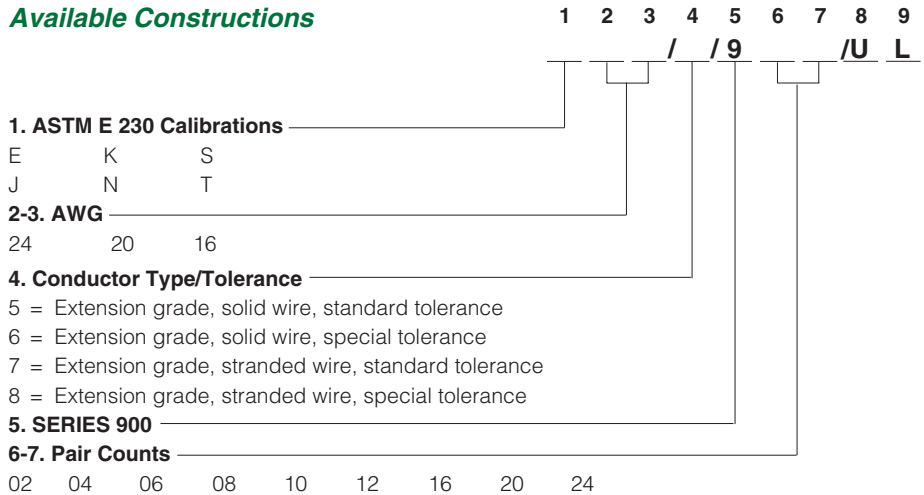 Available Constructions
1 2 3 4 5 6 7 8 9
/ / 9 /U L
1. ASTM E 230 Calibrations
E K S
J N T
2-3. AWG
24 20 16
4. Conductor Type/Tolerance
5 = Extension grade, solid wire, standard tolerance
6 = Extension grade, solid wire, special tolerance
7 = Extension grade, stranded wire, standard tolerance
8 = Extension grade, stranded wire, special tolerance
5. SERIES 900
6-7. Pair Counts
02 04 06 08 10 12 16 20 24